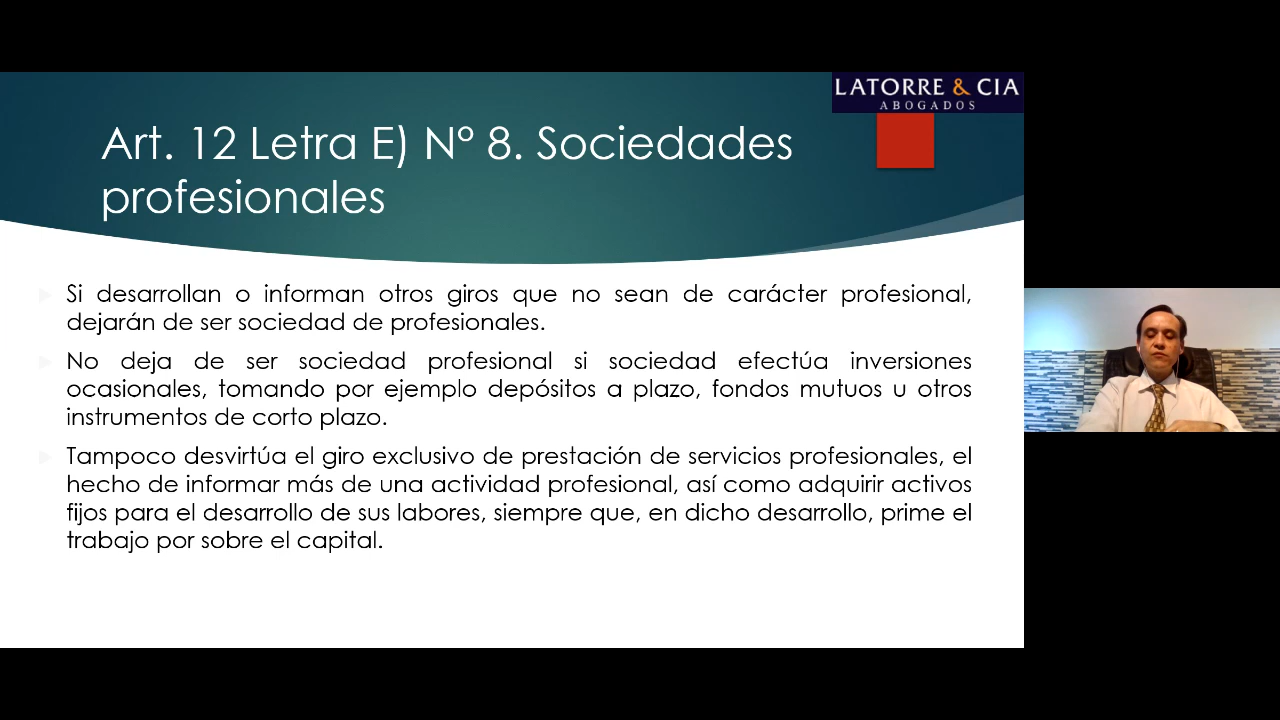 LATORRE & CIA
ABOGADOS
Art. 12 Letra E) N° 8. Sociedades
profesionales
Si desarrollan o informan otros giros que no sean de carácter profesional,
dejarán de ser sociedad de profesionales.
No deja de ser sociedad profesional si sociedad efectúa inversiones
ocasionales, tomando por ejemplo depósitos a plazo, fondos mutuos u otros
instrumentos de corto plazo.
Tampoco desvirtúa el giro exclusivo de prestación de servicios profesionales, el
hecho de informar más de una actividad profesional, así como adquirir activos
fijos para el desarrollo de sus labores, siempre que, en dicho desarrollo, prime el
trabajo por sobre el capital.